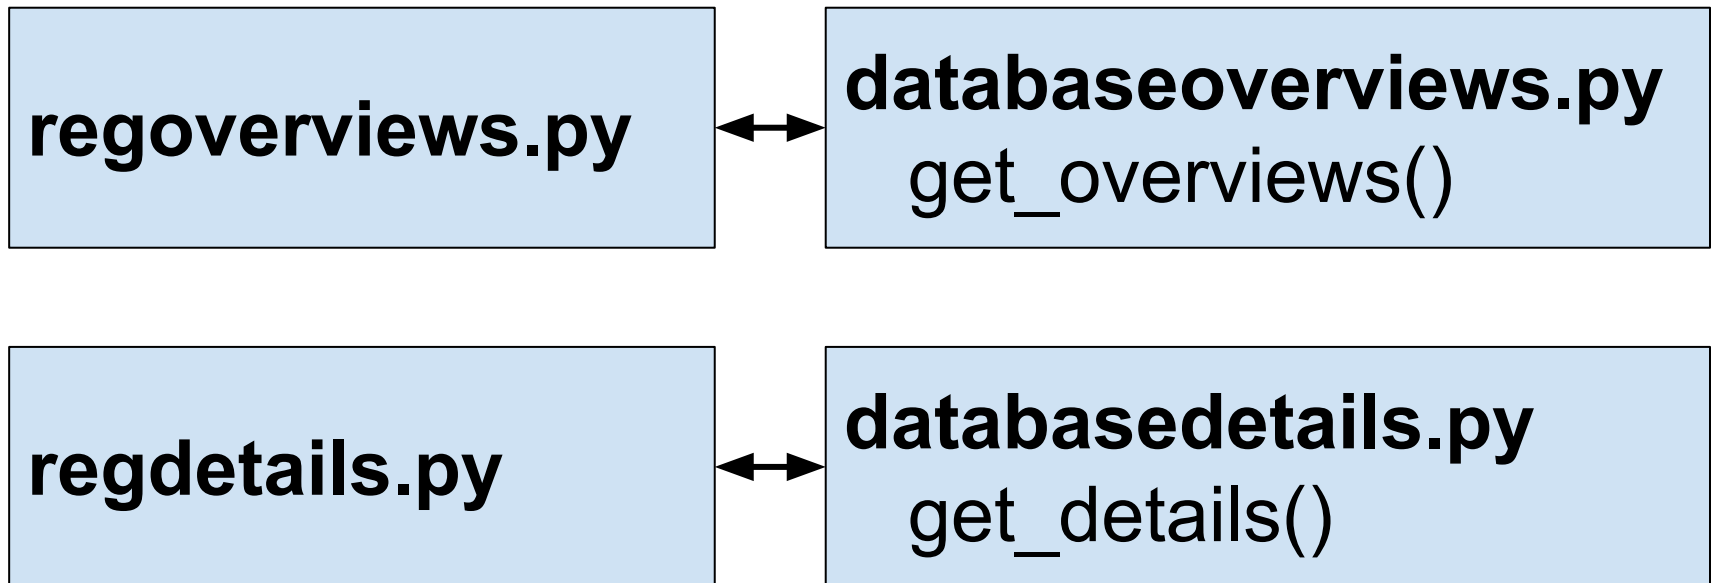 regoverviews.py
databaseoverviews.py
get_overviews()
regdetails.py
databasedetails.py
get_details()